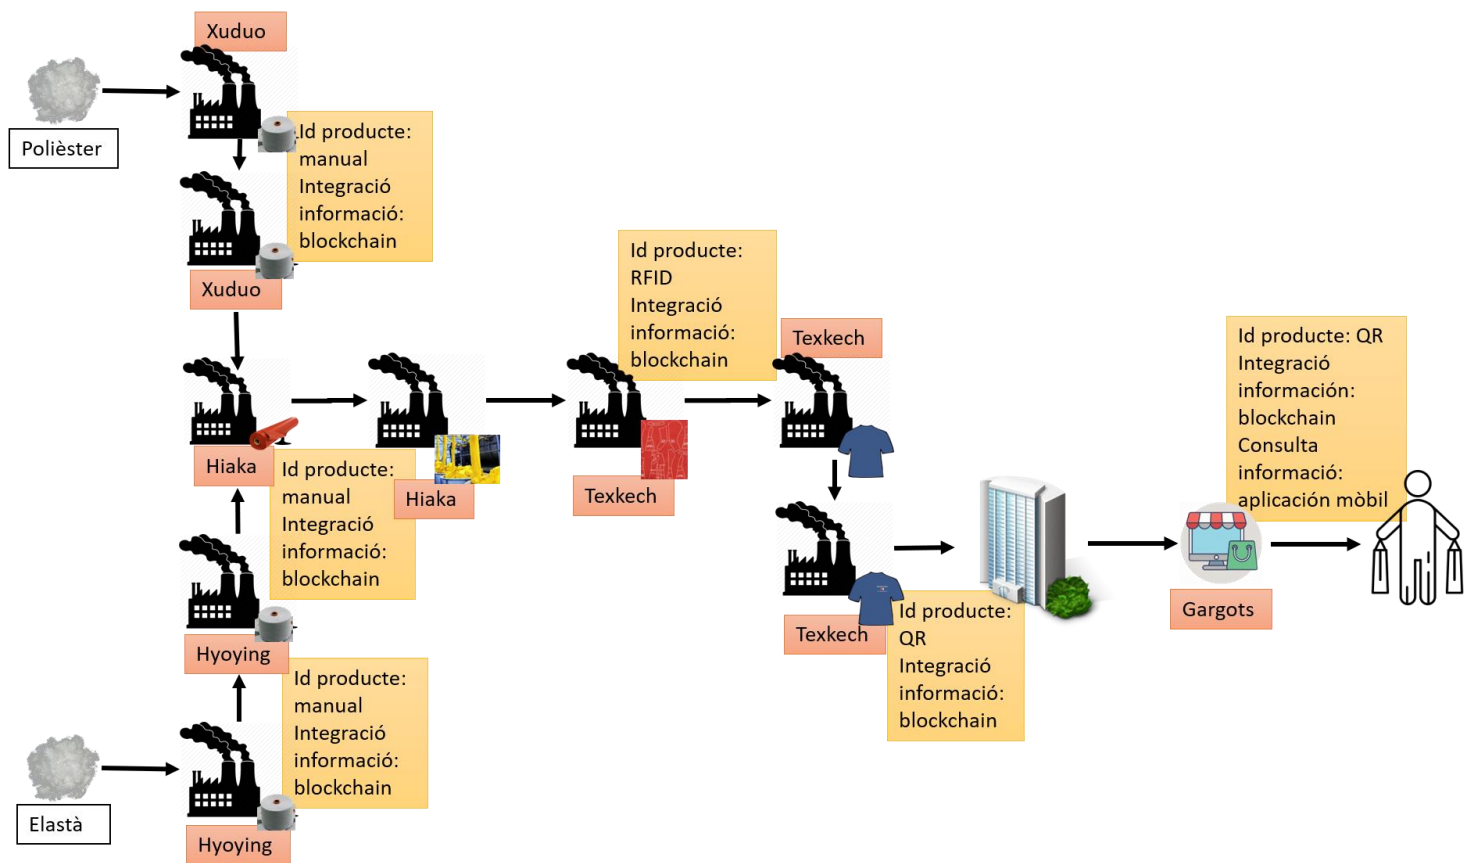 Xuduo
Polièster
Id producte:
manual
Integració
informació:
blockchain
Xuduo
Id producte:
RFID
Integració
informació:
blockchain
Texkech
Id producte: QR
Integració
información:
blockchain
Consulta
informació:
aplicación mòbil
Hiaka
Id producte:
manual
Integració
informació:
blockchain
Hiaka
Texkech
Texkech
Id producte:
QR
Integració
informació:
blockchain
Gargots
Hyoying
Id producte:
manual
Integració
informació:
blockchain
Elastà
Hyoying